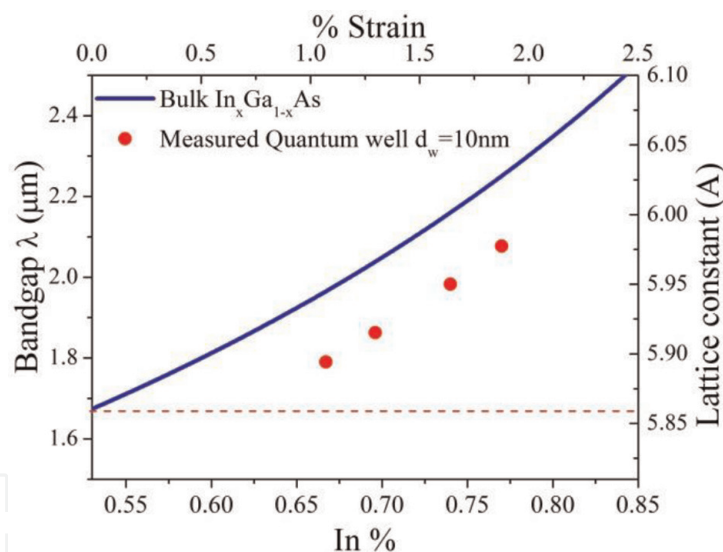 % Strain
0.0 0.5 1.0 1.5 2.0 2.5
Bulk InₓGa₁₋ₓAs
Measured Quantum well d_w=10nm
Bandgap λ (μm)
2.4
2.2
2.0
1.8
1.6
6.10
6.05
6.00
5.95
5.90
5.85
Lattice constant (A)
0.55 0.60 0.65 0.70 0.75 0.80 0.85
In %